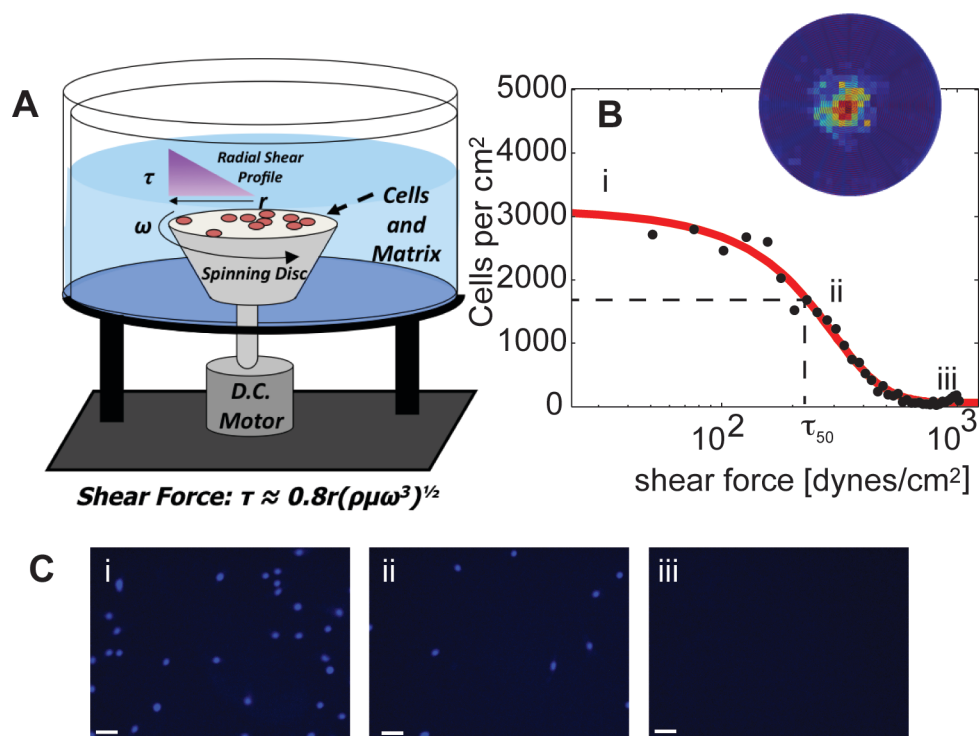 A
Radial Shear
Profile
τ
r
ω
Cells
and
Matrix
Spinning Disc
D.C.
Motor
Shear Force: τ ≈ 0.8r(ρμω³)^½
B
5000
4000
3000
2000
1000
0
Cells per cm²
i
ii
iii
10²
τ₅₀
10³
shear force [dynes/cm²]
C
i
ii
iii